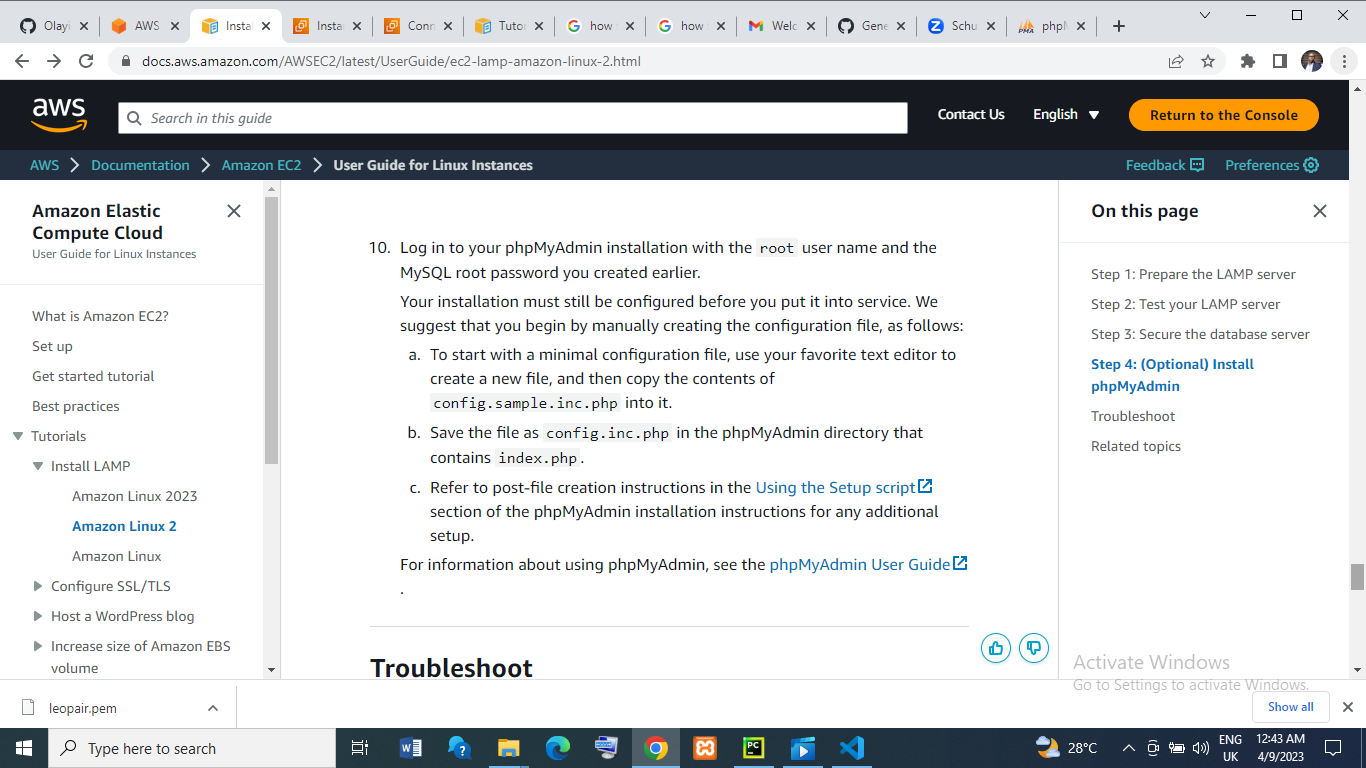 Olayi
AWS
Instal
Instan
Conn
Tutor
how
how
Welc
Gene
Schu
phpM
docs.aws.amazon.com/AWSEC2/latest/UserGuide/ec2-lamp-amazon-linux-2.html
aws
Search in this guide
Contact Us
English
Return to the Console
AWS > Documentation > Amazon EC2 > User Guide for Linux Instances
Feedback
Preferences
Amazon Elastic
Compute Cloud
User Guide for Linux Instances
What is Amazon EC2?
Set up
Get started tutorial
Best practices
Tutorials
Install LAMP
Amazon Linux 2023
Amazon Linux 2
Amazon Linux
Configure SSL/TLS
Host a WordPress blog
Increase size of Amazon EBS
volume
10. Log in to your phpMyAdmin installation with the root user name and the
MySQL root password you created earlier.
Your installation must still be configured before you put it into service. We
suggest that you begin by manually creating the configuration file, as follows:
a. To start with a minimal configuration file, use your favorite text editor to
create a new file, and then copy the contents of
config.sample.inc.php into it.
b. Save the file as config.inc.php in the phpMyAdmin directory that
contains index.php.
c. Refer to post-file creation instructions in the Using the Setup script
section of the phpMyAdmin installation instructions for any additional
setup.
For information about using phpMyAdmin, see the phpMyAdmin User Guide
.
Troubleshoot
On this page
Step 1: Prepare the LAMP server
Step 2: Test your LAMP server
Step 3: Secure the database server
Step 4: (Optional) Install
phpMyAdmin
Troubleshoot
Related topics
Activate Windows
Go to Settings to activate Windows.
leopair.pem
Show all
Type here to search
28°C
ENG
UK
12:43 AM
4/9/2023